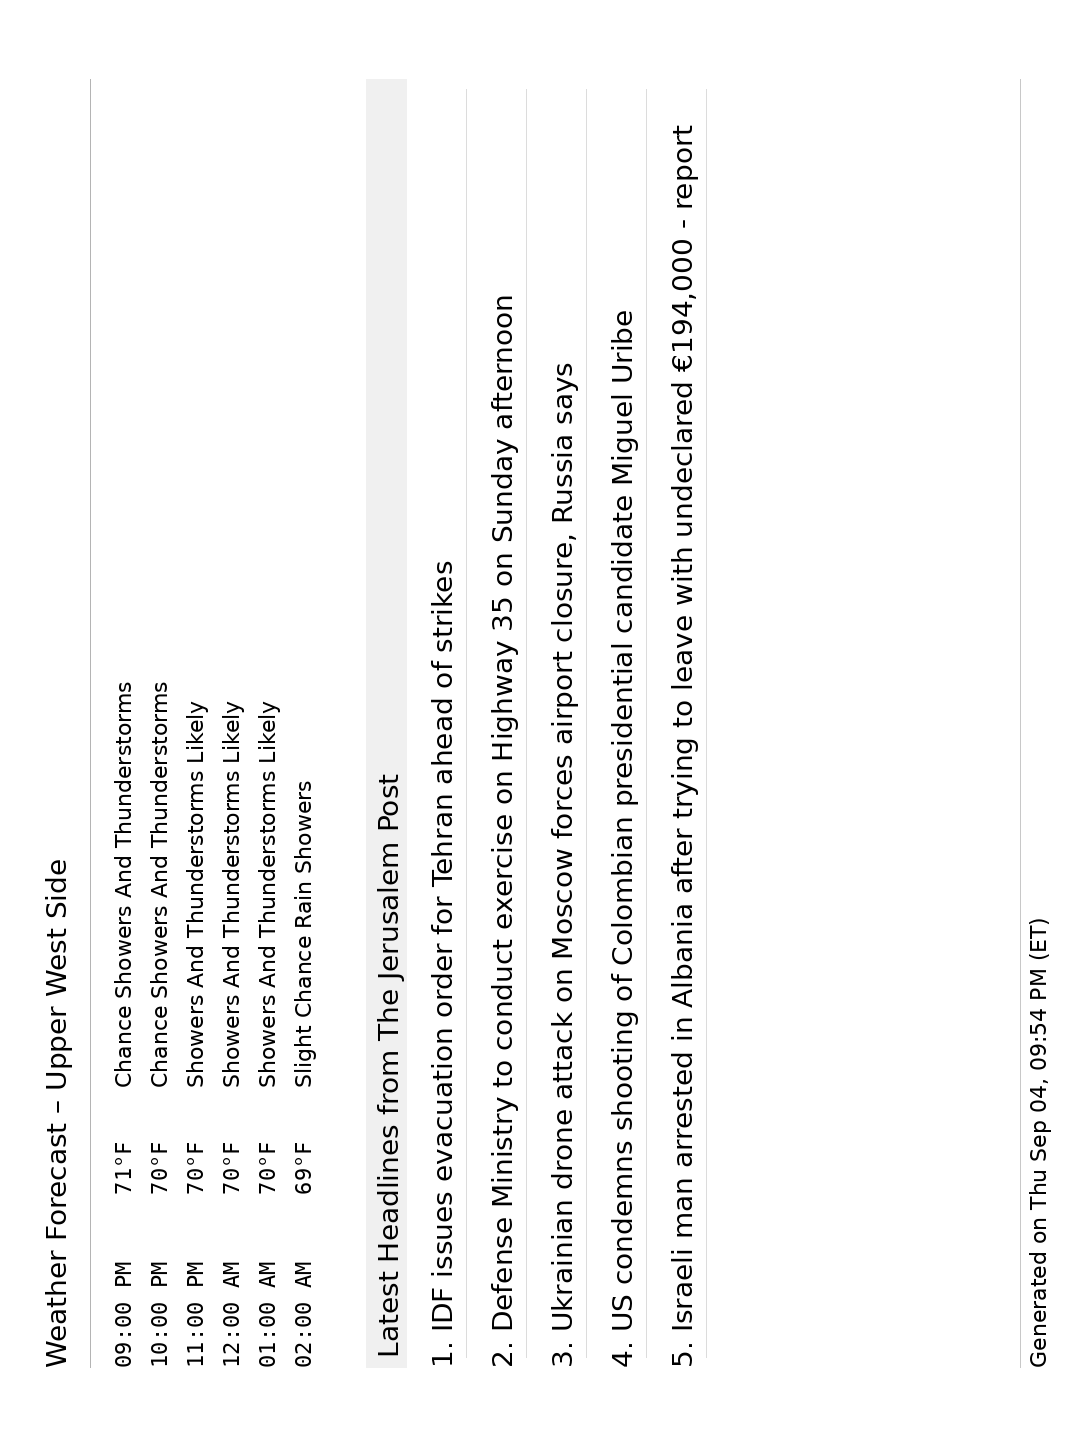 Weather Forecast – Upper West Side
09:00 PM 71°F Chance Showers And Thunderstorms
10:00 PM 70°F Chance Showers And Thunderstorms
11:00 PM 70°F Showers And Thunderstorms Likely
12:00 AM 70°F Showers And Thunderstorms Likely
01:00 AM 70°F Showers And Thunderstorms Likely
02:00 AM 69°F Slight Chance Rain Showers
Latest Headlines from The Jerusalem Post
1. IDF issues evacuation order for Tehran ahead of strikes
2. Defense Ministry to conduct exercise on Highway 35 on Sunday afternoon
3. Ukrainian drone attack on Moscow forces airport closure, Russia says
4. US condemns shooting of Colombian presidential candidate Miguel Uribe
5. Israeli man arrested in Albania after trying to leave with undeclared €194,000 - report
Generated on Thu Sep 04, 09:54 PM (ET)